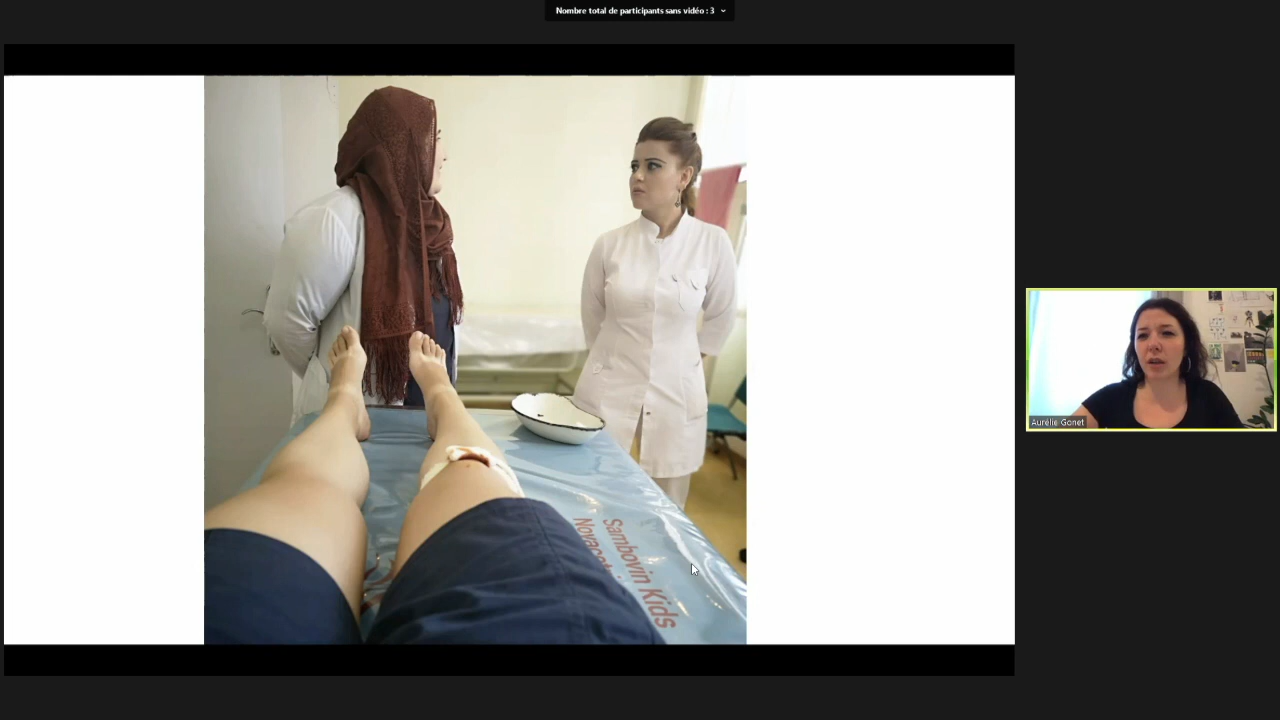 Nombre total de participants sans vidéo : 3
Sambovin Kids
Aurélie Gonet